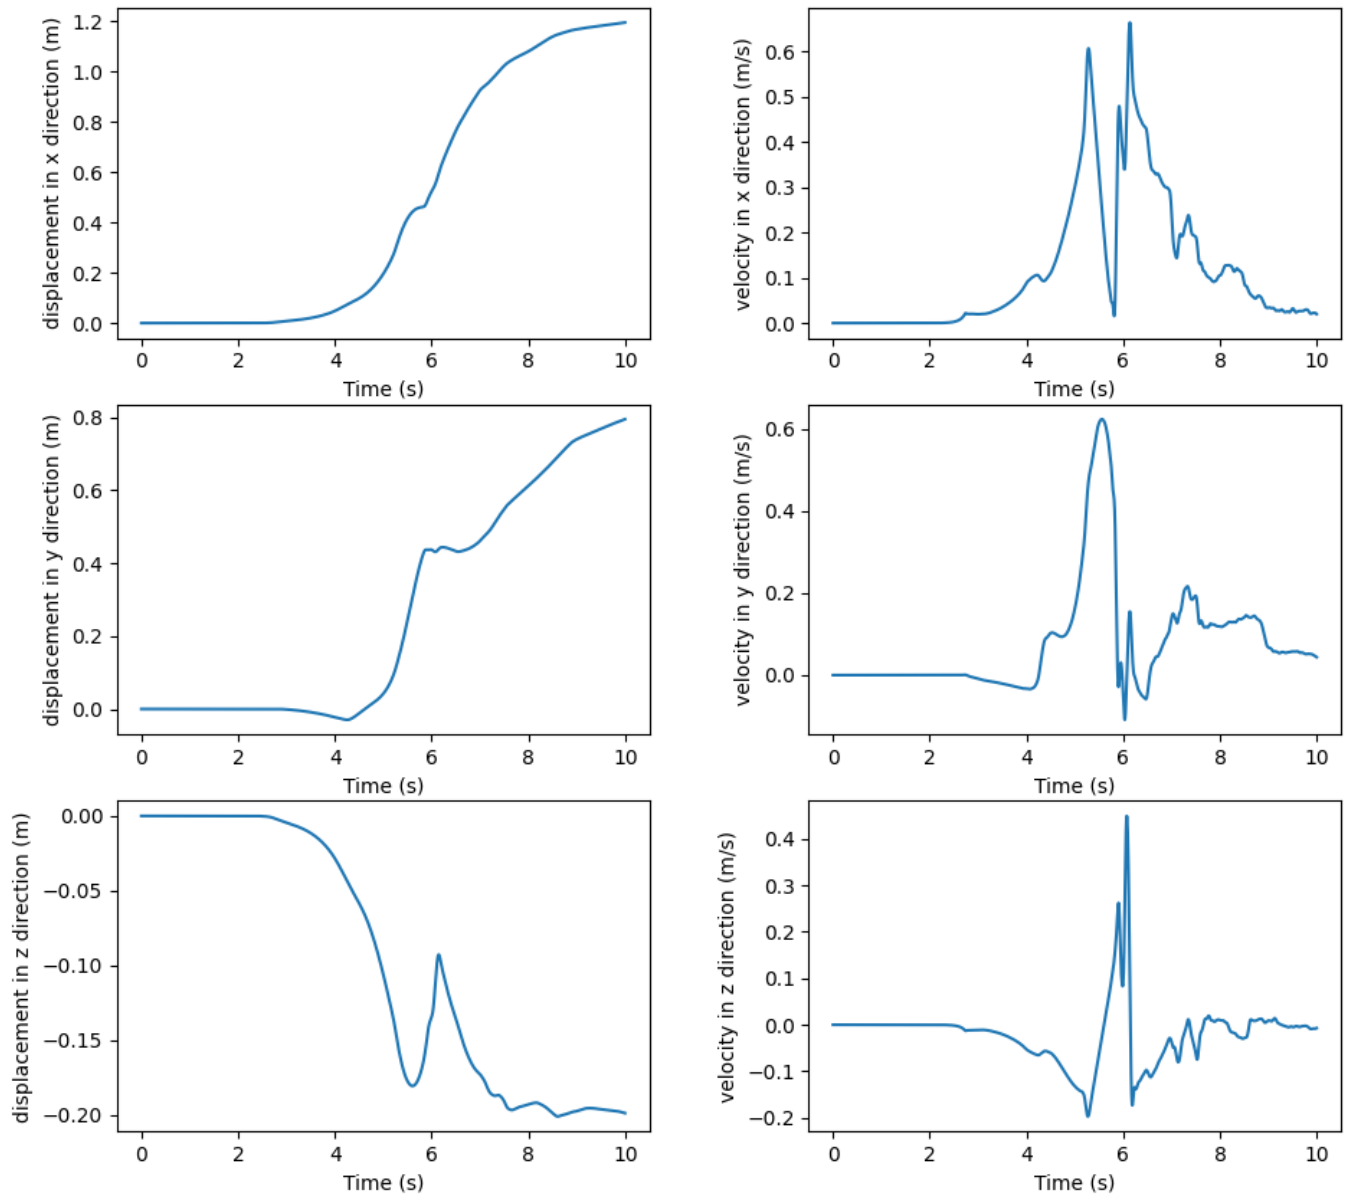 displacement in x direction (m)
1.2
1.0
0.8
0.6
0.4
0.2
0.0
0 2 4 6 8 10
Time (s)
velocity in x direction (m/s)
0.6
0.5
0.4
0.3
0.2
0.1
0.0
0 2 4 6 8 10
Time (s)
displacement in y direction (m)
0.8
0.6
0.4
0.2
0.0
0 2 4 6 8 10
Time (s)
velocity in y direction (m/s)
0.6
0.4
0.2
0.0
0 2 4 6 8 10
Time (s)
displacement in z direction (m)
0.00
−0.05
−0.10
−0.15
−0.20
0 2 4 6 8 10
Time (s)
velocity in z direction (m/s)
0.4
0.3
0.2
0.1
0.0
−0.1
−0.2
0 2 4 6 8 10
Time (s)